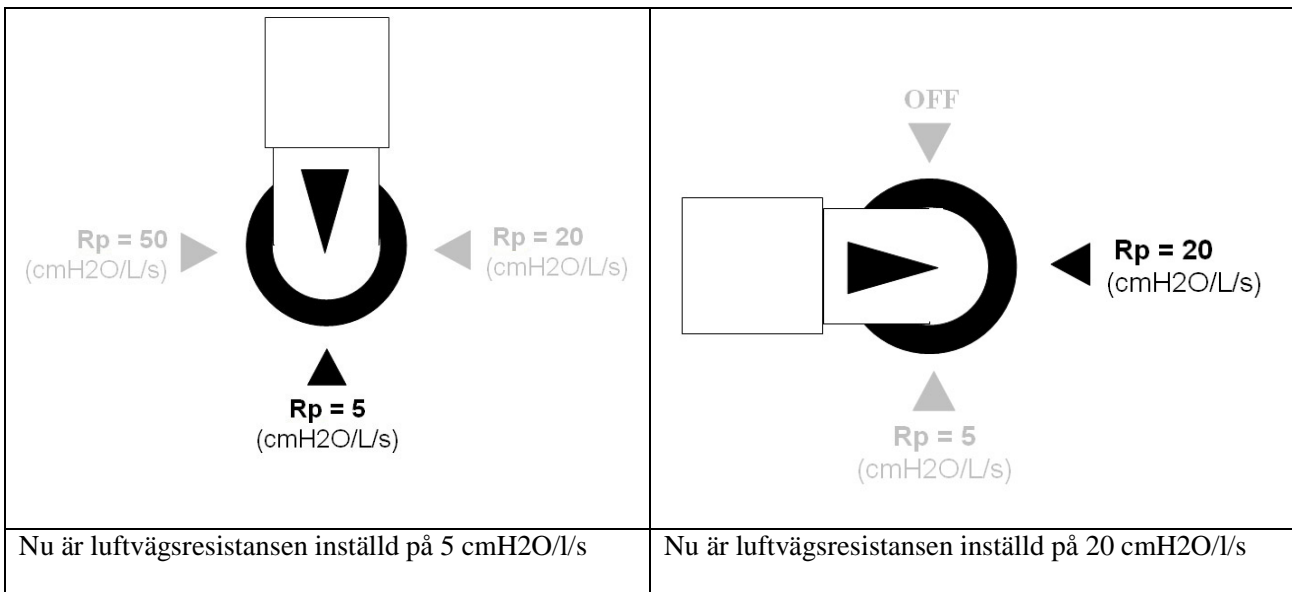 Rp = 50
(cmH2O/L/s)
Rp = 20
(cmH2O/L/s)
Rp = 5
(cmH2O/L/s)
OFF
Rp = 20
(cmH2O/L/s)
Rp = 5
(cmH2O/L/s)
Nu är luftvägsresistansen inställd på 5 cmH2O/l/s
Nu är luftvägsresistansen inställd på 20 cmH2O/l/s